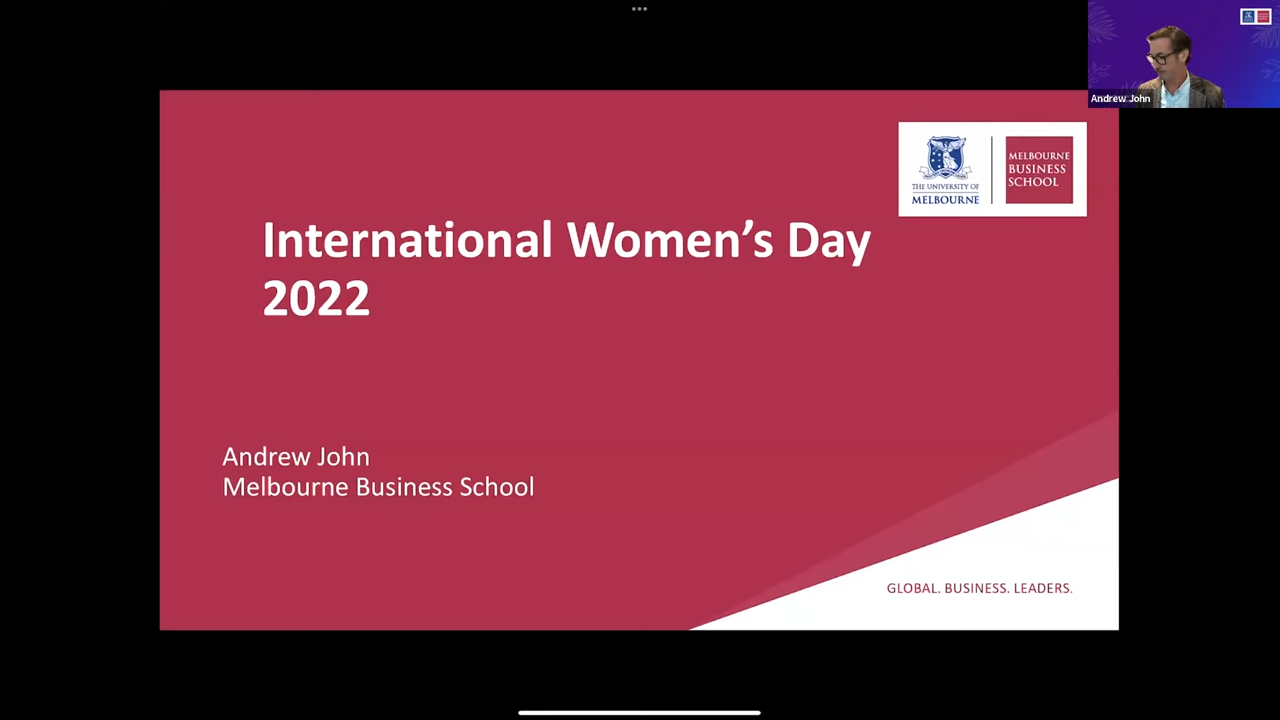 Andrew John
THE UNIVERSITY OF
MELBOURNE
MELBOURNE
BUSINESS
SCHOOL
International Women’s Day
2022
Andrew John
Melbourne Business School
GLOBAL. BUSINESS. LEADERS.